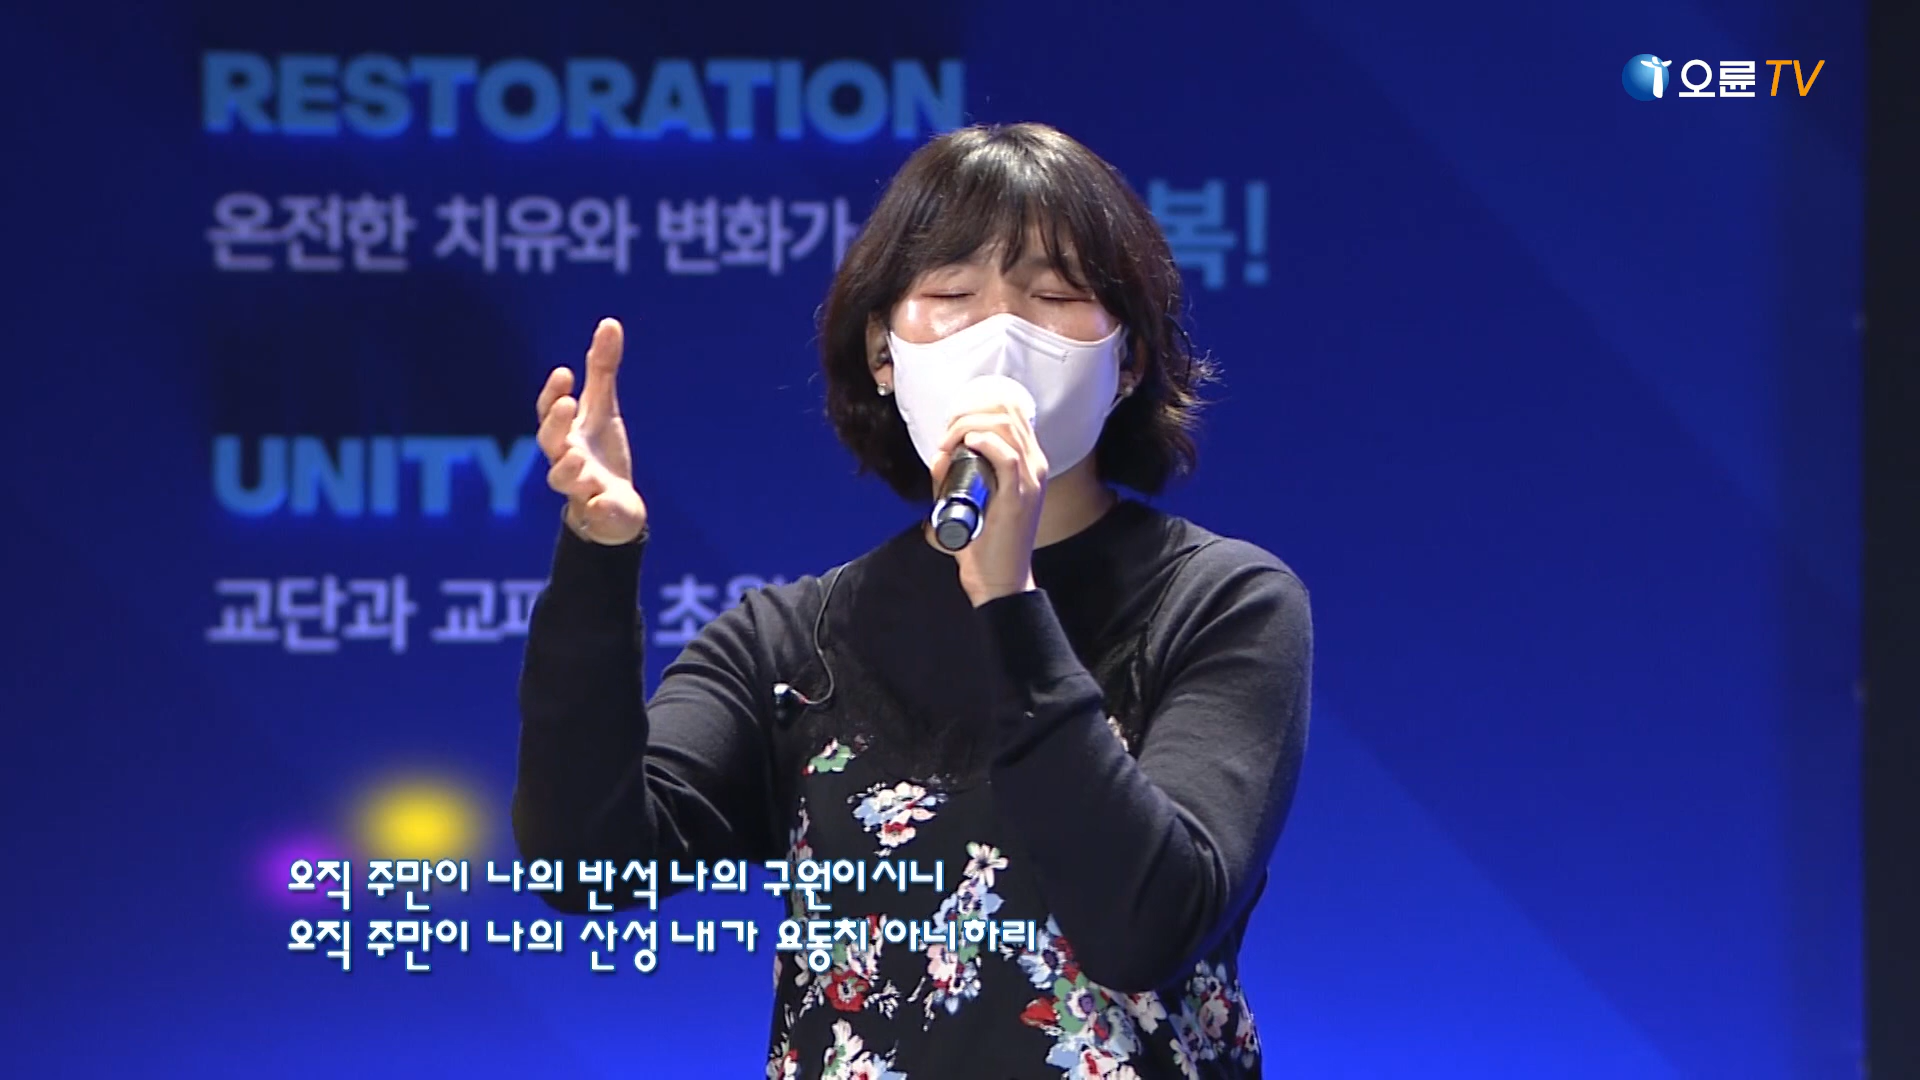 RESTORATION
오륜TV
온전한 치유와 변화가 복!
UNITY
교단과
오직 주만이 나의 반석 나의 구원이시니
오직 주만이 나의 산성 내가 요동치 아니하리